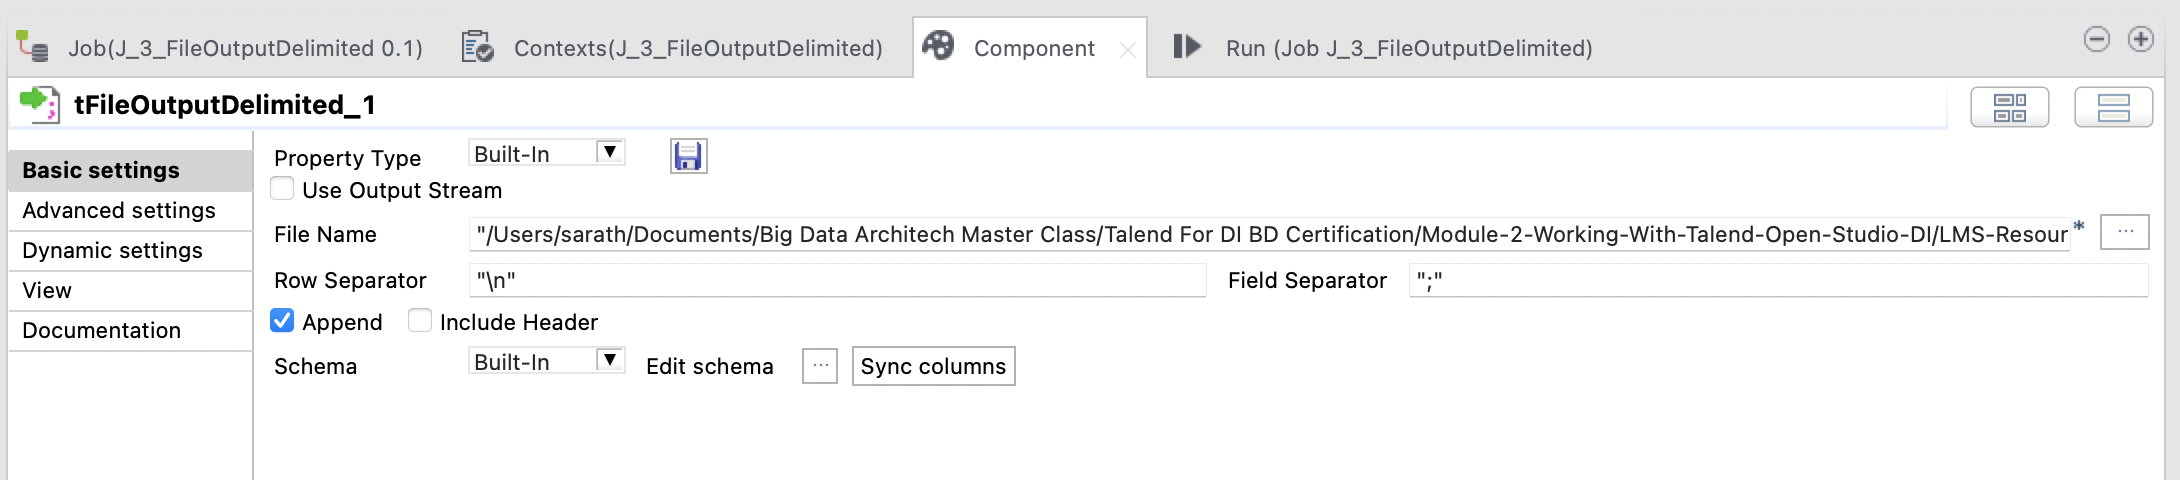 Job(J_3_FileOutputDelimited 0.1) Contexts(J_3_FileOutputDelimited) Component Run (Job J_3_FileOutputDelimited)
tFileOutputDelimited_1
Basic settings
Advanced settings
Dynamic settings
View
Documentation
Property Type Built-In
Use Output Stream
File Name "/Users/sarath/Documents/Big Data Architech Master Class/Talend For DI BD Certification/Module-2-Working-With-Talend-Open-Studio-DI/LMS-Resour * ...
Row Separator "\n" Field Separator ";"
Append Include Header
Schema Built-In Edit schema ... Sync columns